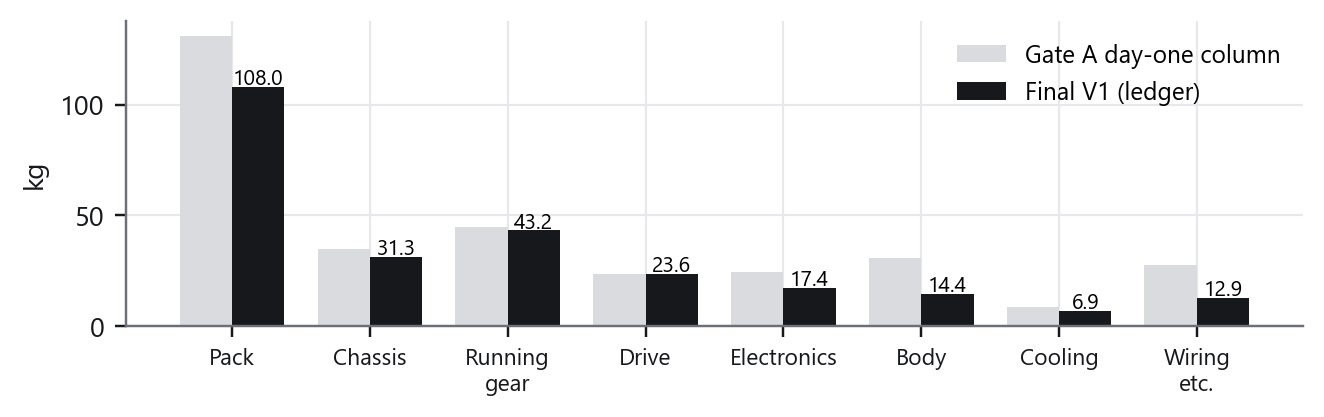 Gate A day-one column
Final V1 (ledger)
kg
100
50
0
108.0
31.3
43.2
23.6
17.4
14.4
6.9
12.9
Pack
Chassis
Running
gear
Drive
Electronics
Body
Cooling
Wiring
etc.